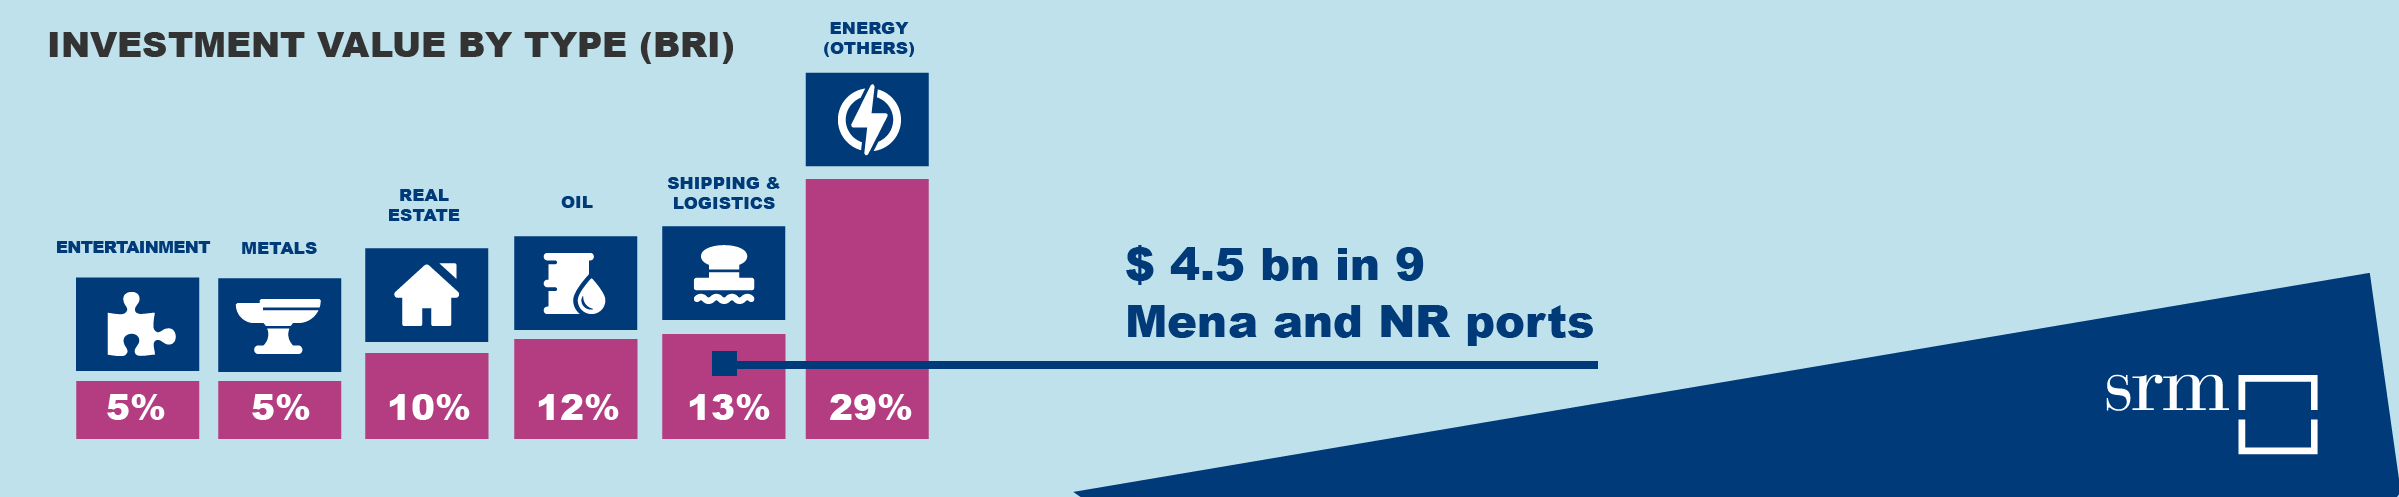 INVESTMENT VALUE BY TYPE (BRI)
ENERGY
(OTHERS)
SHIPPING &
LOGISTICS
REAL
ESTATE
OIL
ENTERTAINMENT
METALS
$ 4.5 bn in 9
Mena and NR ports
5%
5%
10%
12%
13%
29%
srm